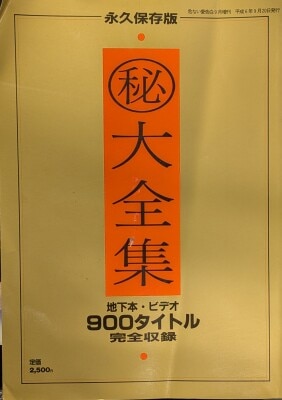 永久保存版
㊙
大
全
集
地下本・ビデオ
900タイトル
完全収録
定価
2,500円